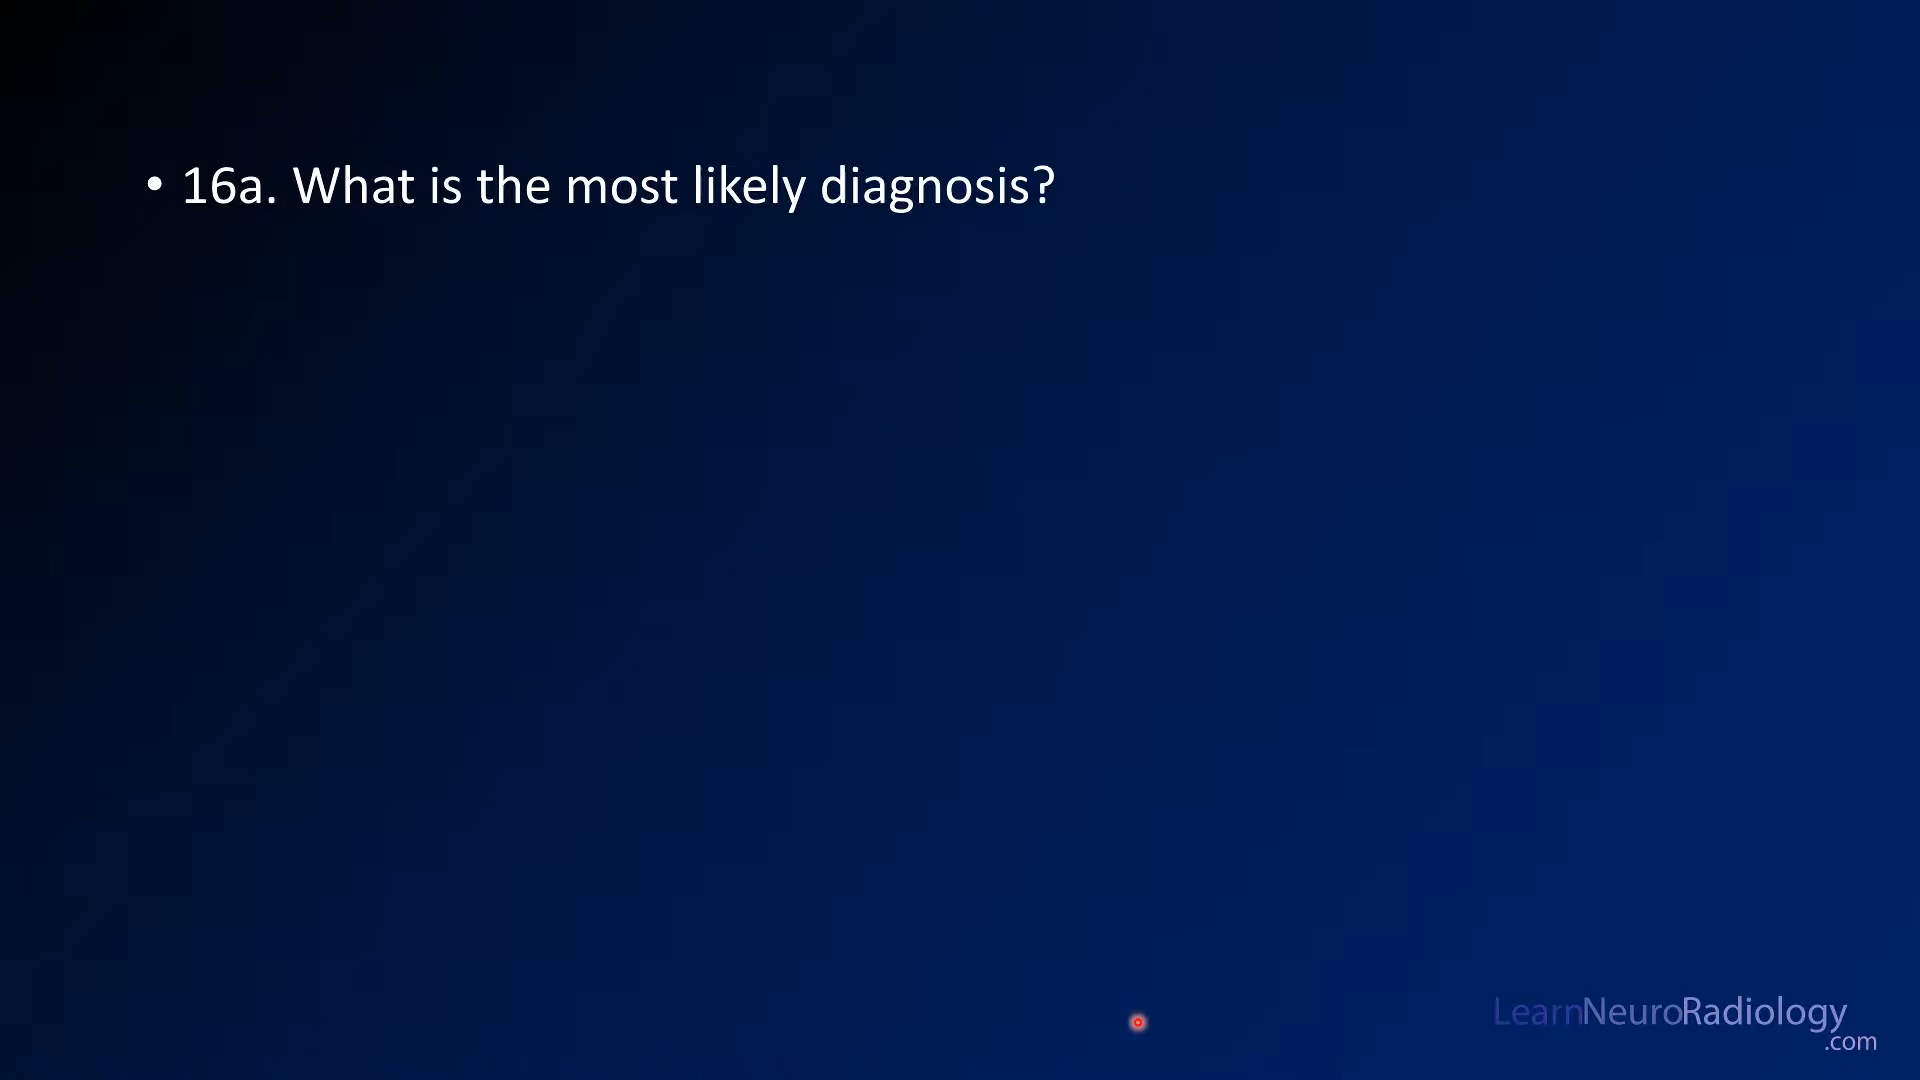 • 16a. What is the most likely diagnosis?
LearnNeuroRadiology
.com